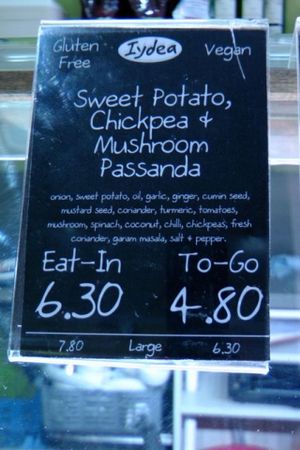 Gluten Free Iydea Vegan
Sweet Potato,
Chickpea &
Mushroom
Passanda
onion, sweet potato, oil, garlic, ginger, cumin seed,
mustard seed, coriander, turmeric, tomatoes,
mushroom, spinach, coconut, chilli, chickpeas, fresh
coriander, garam masala, salt & pepper.
Eat-In To-Go
6.30 4.80
7.80 Large 6.30